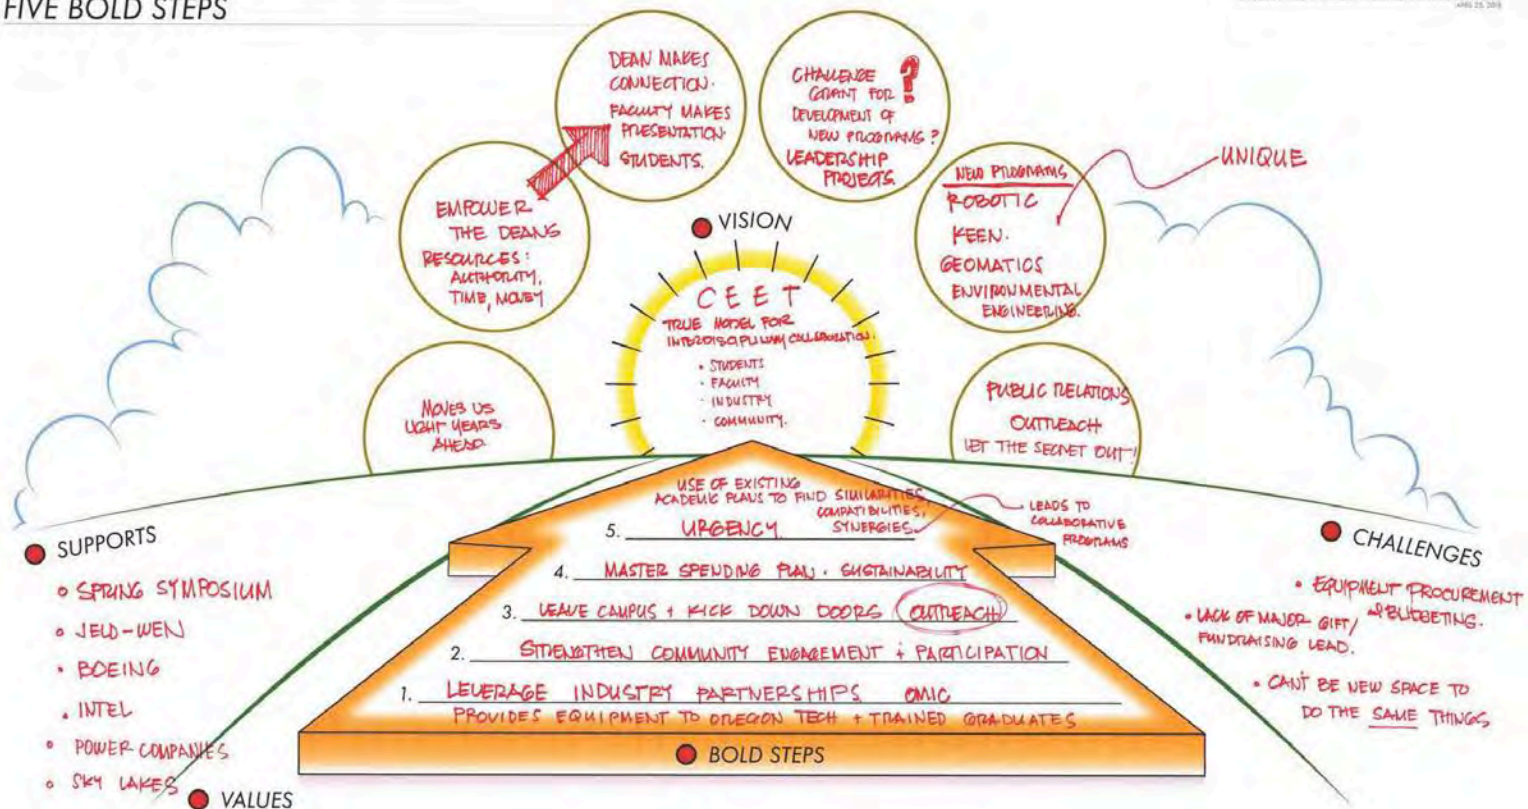 FIVE BOLD STEPS
APRIL 25, 2015
DEAN MAKES
CONNECTION.
FACULTY MAKES
PRESENTATION.
STUDENTS.
CHALLENGE ?
GRANT FOR
DEVELOPMENT OF
NEW PROGRAMS?
LEADERSHIP
PROJECTS.
EMPOWER
THE DEANS
RESOURCES:
AUTHORITY,
TIME, MONEY
NEW PROGRAMS
ROBOTIC
KEEN.
GEOMATICS
ENVIRONMENTAL
ENGINEERING.
UNIQUE
MOVES US
LIGHT YEARS
AHEAD
VISION
CEET
TRUE MODEL FOR
INTERDISCIPLINARY COLLABORATION:
• STUDENTS
• FACULTY
• INDUSTRY
• COMMUNITY.
PUBLIC RELATIONS
OUTREACH
LET THE SECRET OUT!
USE OF EXISTING
ACADEMIC PLANS TO FIND SIMILARITIES,
COMPATIBILITIES,
SYNERGIES.
LEADS TO
COLLABORATIVE
PROGRAMS
5. URGENCY
4. MASTER SPENDING PLAN · SUSTAINABILITY
3. LEAVE CAMPUS + KICK DOWN DOORS OUTREACH
2. STRENGTHEN COMMUNITY ENGAGEMENT + PARTICIPATION
1. LEVERAGE INDUSTRY PARTNERSHIPS OMIC
PROVIDES EQUIPMENT TO OREGON TECH + TRAINED GRADUATES
BOLD STEPS
SUPPORTS
• SPRING SYMPOSIUM
• JELD-WEN
• BOEING
• INTEL
• POWER COMPANIES
• SKY LAKES
VALUES
CHALLENGES
• EQUIPMENT PROCUREMENT
+ BUDGETING.
• LACK OF MAJOR GIFT/
FUNDRAISING LEAD.
• CAN'T BE NEW SPACE TO
DO THE SAME THINGS